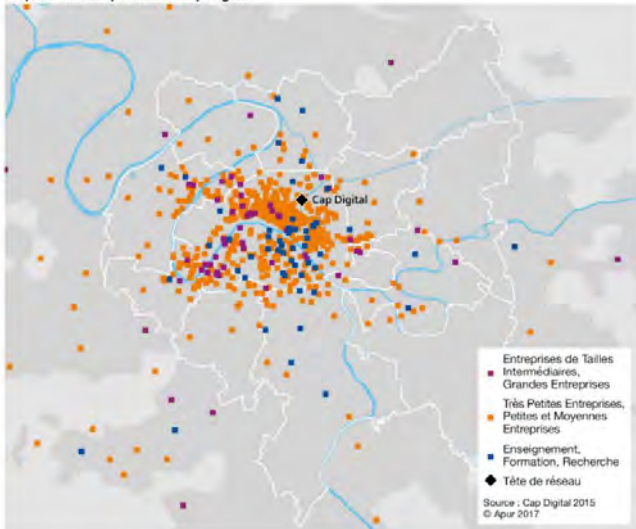 Cap Digital
Entreprises de Tailles
Intermédiaires,
Grandes Entreprises
Très Petites Entreprises,
Petites et Moyennes
Entreprises
Enseignement,
Formation, Recherche
Tête de réseau
Source : Cap Digital 2015
© Apur 2017